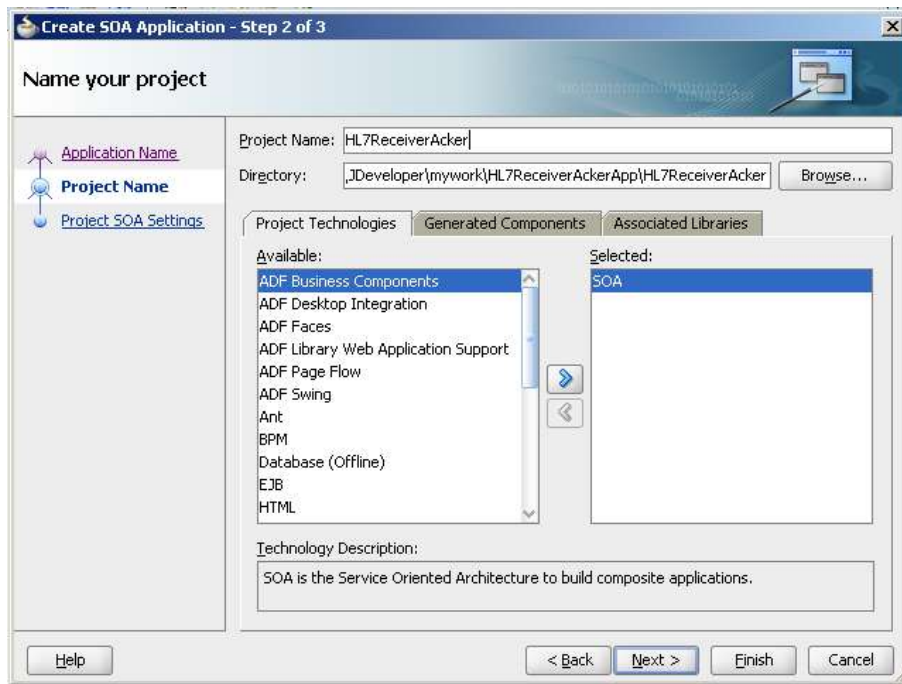 Create SOA Application - Step 2 of 3
Name your project
Application Name
Project Name
Project SOA Settings
Project Name: HL7ReceiverAcker
Directory: .JDeveloper\mywork\HL7ReceiverAckerApp\HL7ReceiverAcker Browse...
Project Technologies Generated Components Associated Libraries
Available: Selected:
ADF Business Components SOA
ADF Desktop Integration
ADF Faces
ADF Library Web Application Support
ADF Page Flow
ADF Swing
Ant
BPM
Database (Offline)
EJB
HTML
Technology Description:
SOA is the Service Oriented Architecture to build composite applications.
Help < Back Next > Finish Cancel